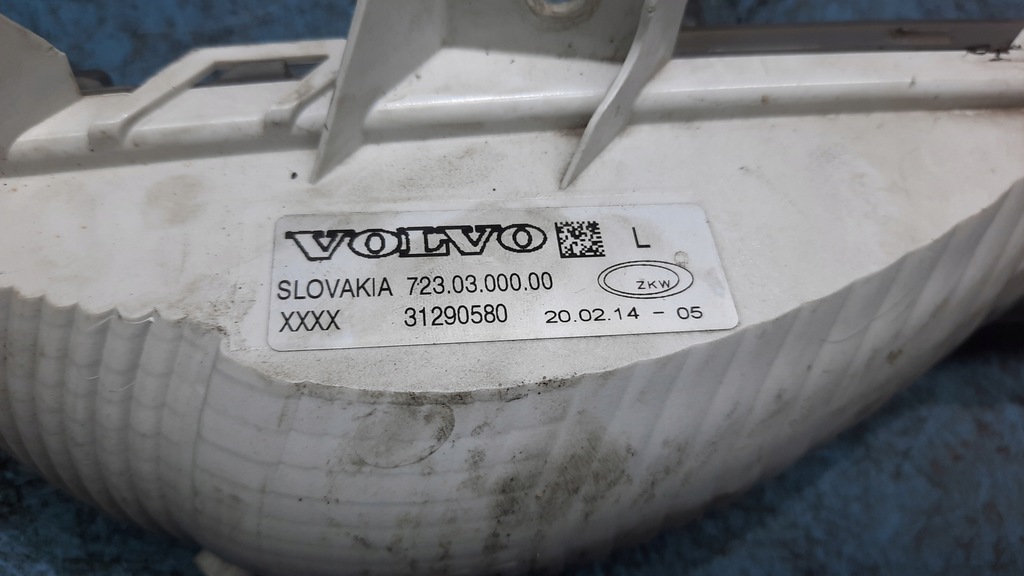 VOLVO L
SLOVAKIA 723.03.000.00 ZKW
XXXX 31290580 20.02.14 - 05